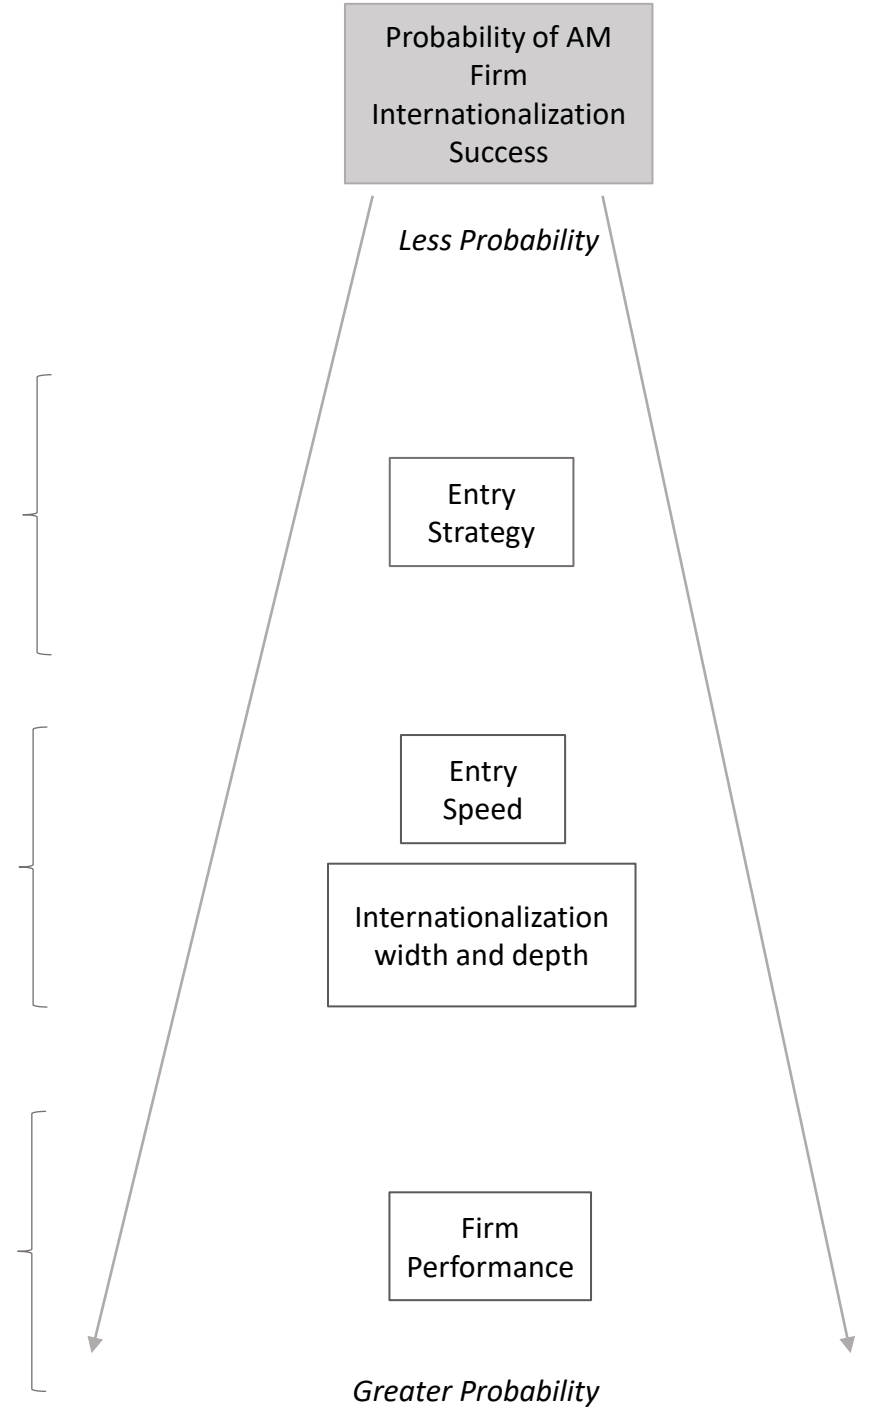 Probability of AM
Firm
Internationalization
Success
Less Probability
Entry
Strategy
Entry
Speed
Internationalization
width and depth
Firm
Performance
Greater Probability